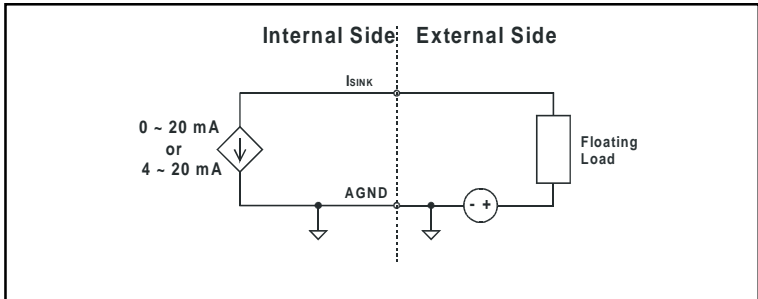 Internal Side External Side
ISINK
0 ~ 20 mA
or
4 ~ 20 mA
Floating
Load
AGND
- +